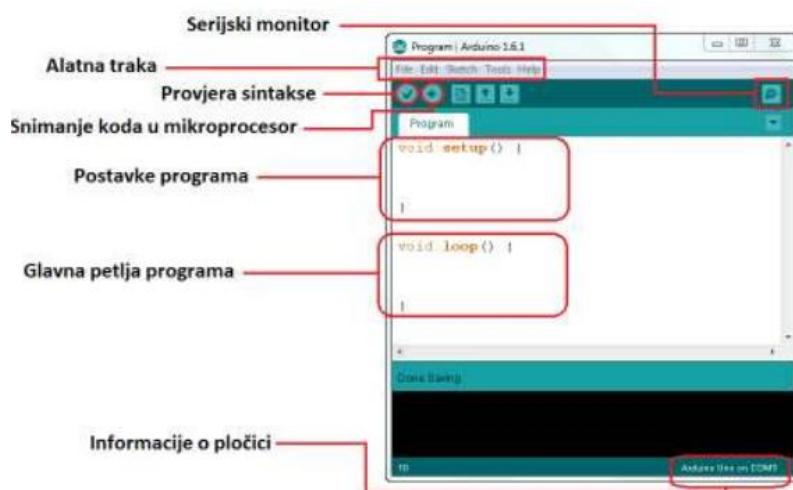 Serijski monitor
Program | Arduino 1.6.1
Alatna traka
File Edit Sketch Tools Help
Provjera sintakse
Snimanje koda u mikroprocesor
Program
void setup() {
Postavke programa
}
void loop() {
Glavna petlja programa
}
Done Saving.
Informacije o pločici
10
Arduino Uno on COM3